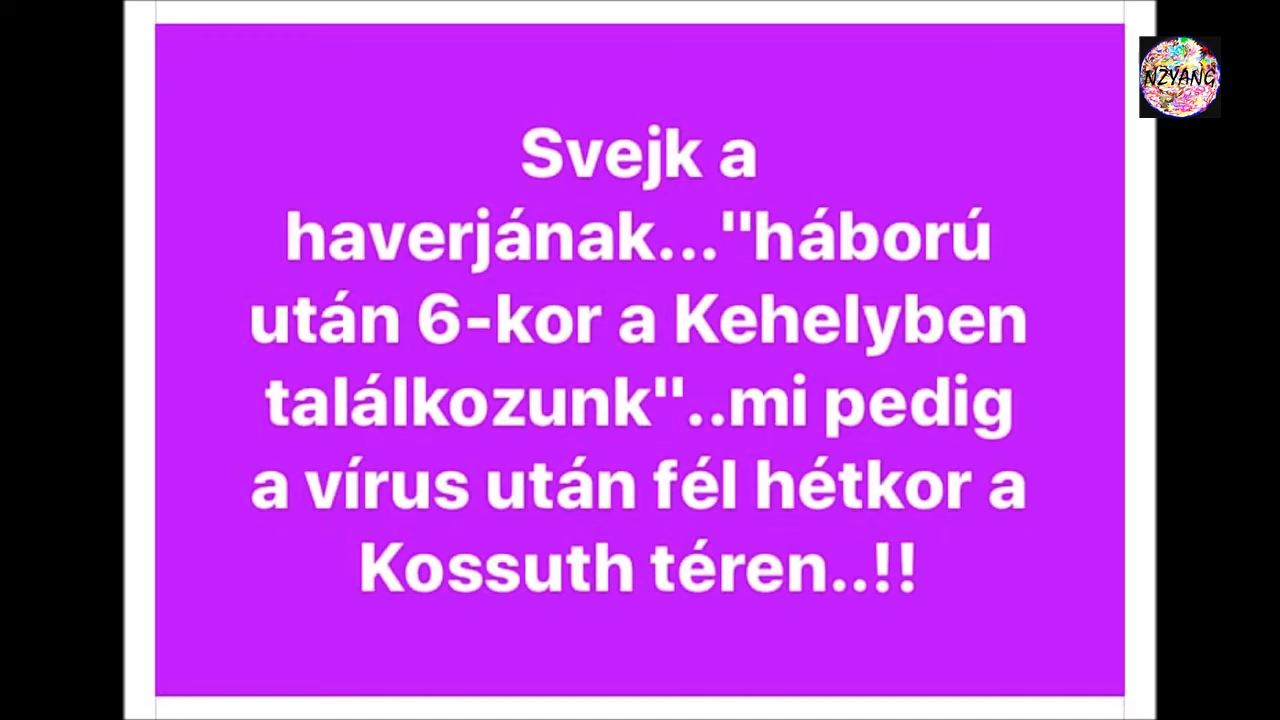 NZYANG
Svejk a
haverjának..."háború
után 6-kor a Kehelyben
találkozunk"..mi pedig
a vírus után fél hétkor a
Kossuth téren..!!